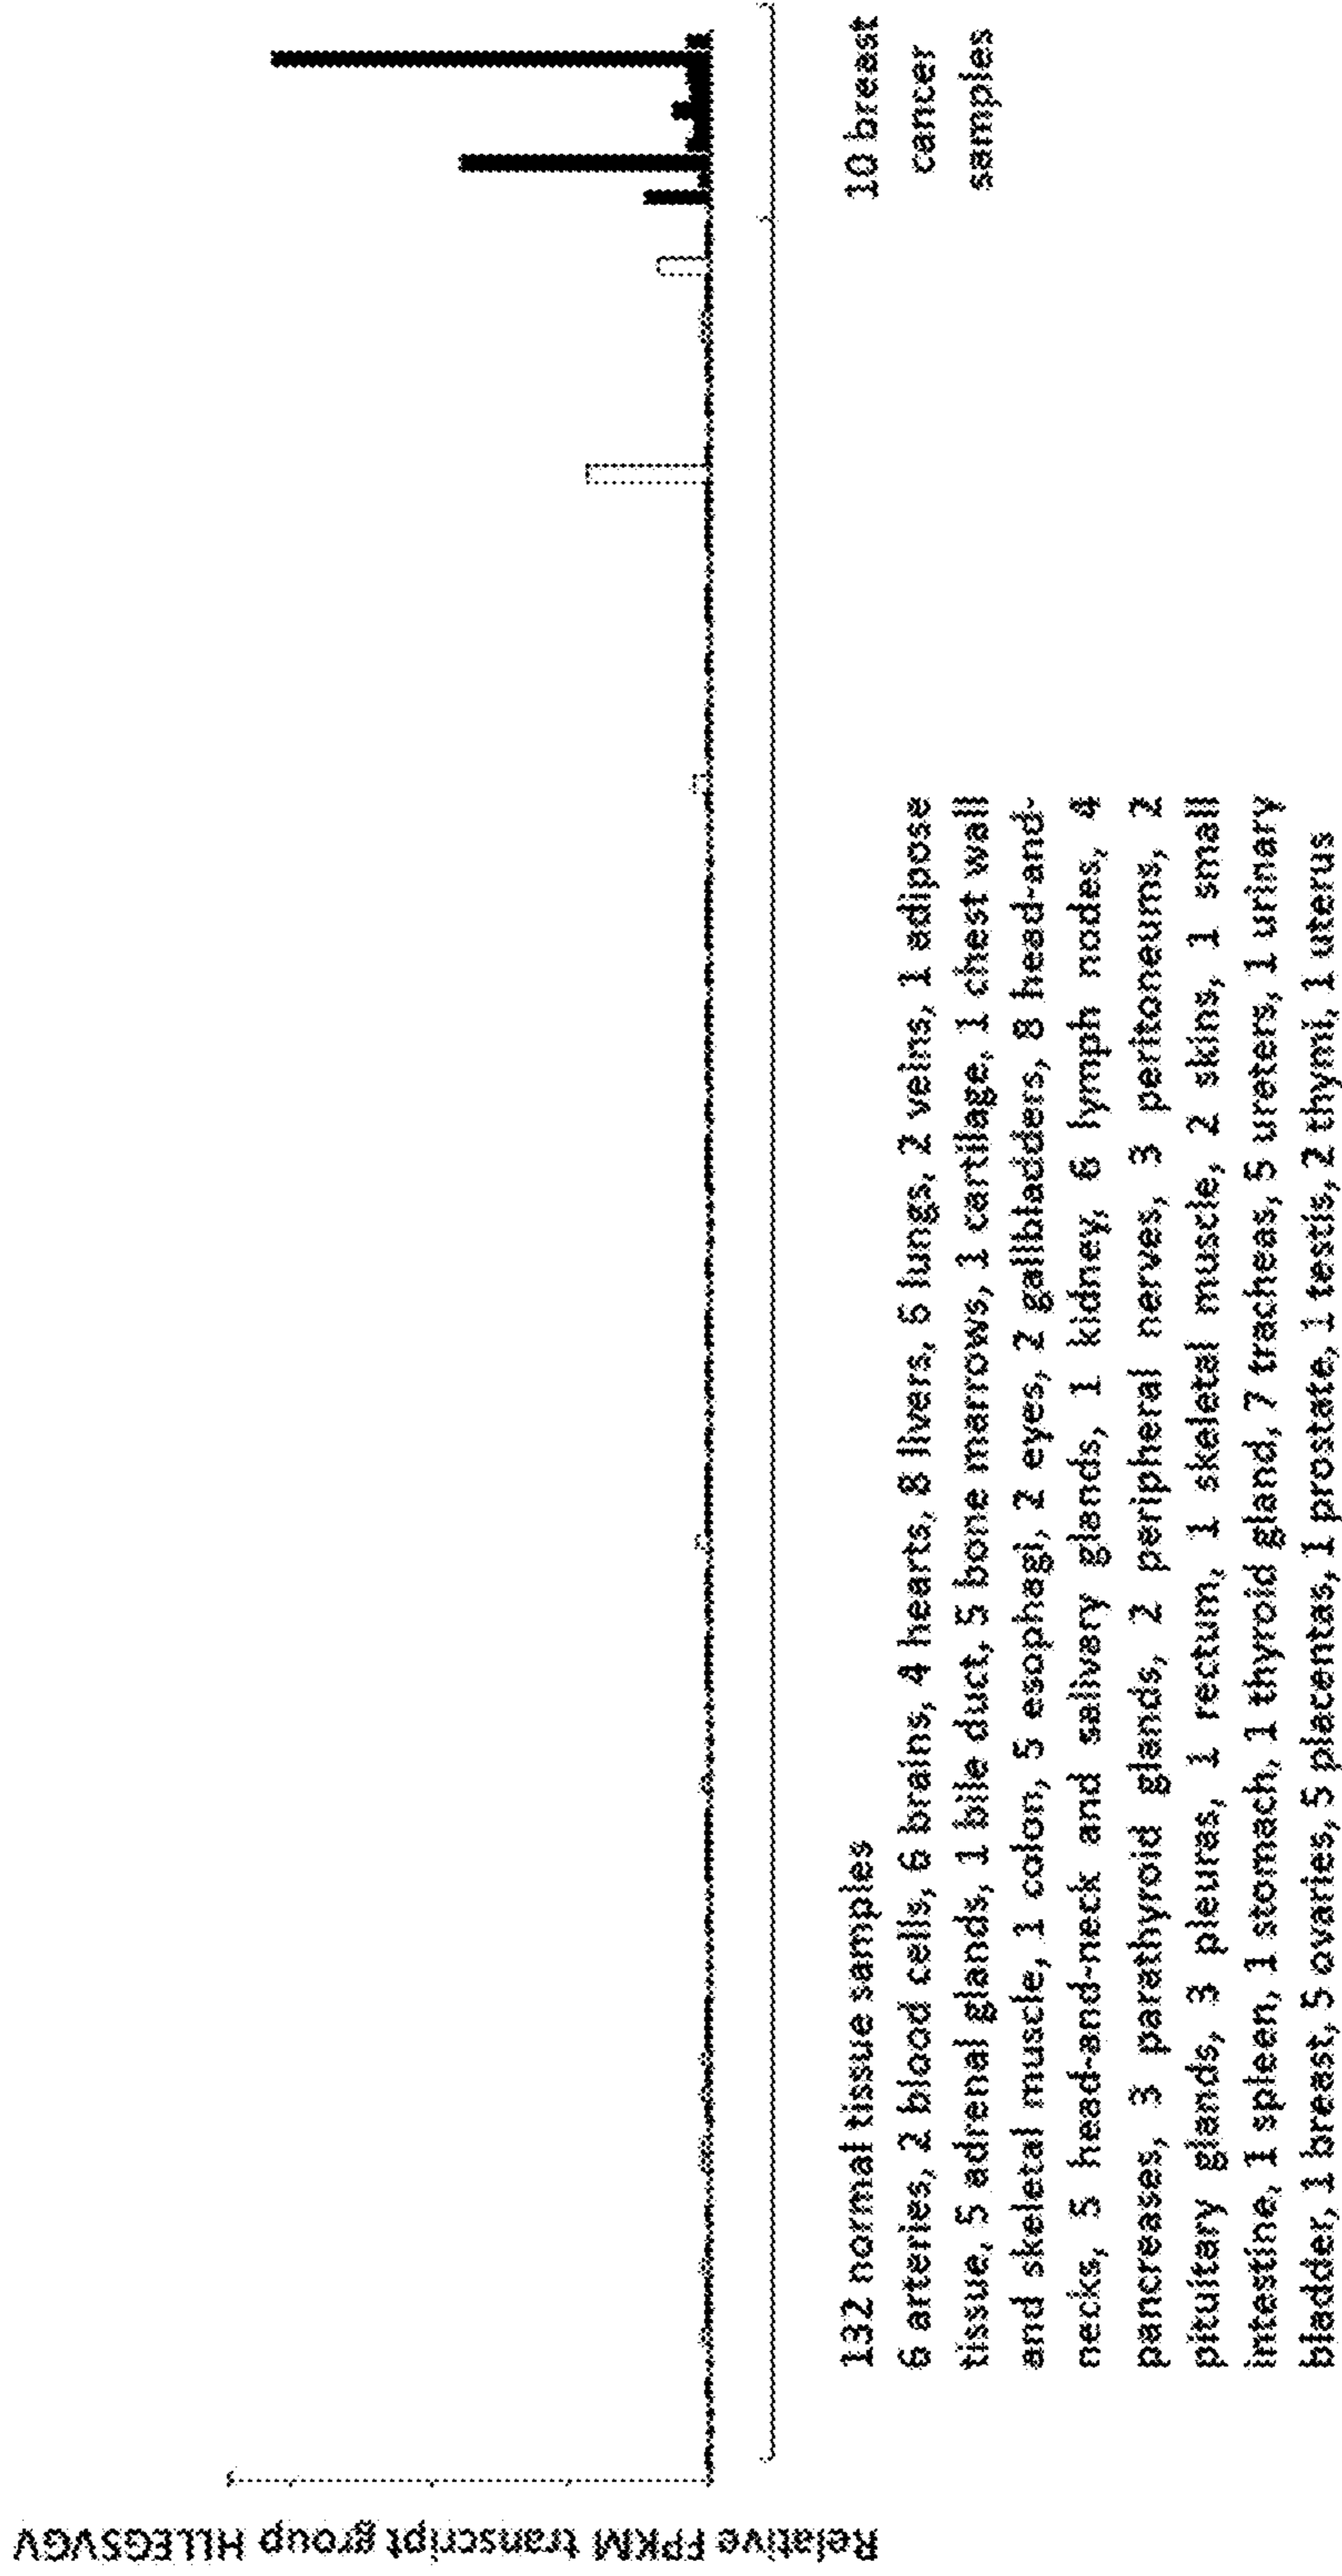 Relative FPKM transcript group HLLEGSVGV
132 normal tissue samples
6 arteries, 2 blood cells, 6 brains, 4 hearts, 8 livers, 6 lungs, 2 veins, 1 adipose
tissue, 5 adrenal glands, 1 bile duct, 5 bone marrows, 1 cartilage, 1 chest wall
and skeletal muscle, 1 colon, 5 esophagi, 2 eyes, 2 gallbladders, 8 head-and-
necks, 5 head-and-neck and salivary glands, 1 kidney, 6 lymph nodes, 4
pancreases, 3 parathyroid glands, 2 peripheral nerves, 3 peritoneums, 2
pituitary glands, 3 pleuras, 1 rectum, 1 skeletal muscle, 2 skins, 1 small
intestine, 1 spleen, 1 stomach, 1 thyroid gland, 7 tracheas, 5 ureters, 1 urinary
bladder, 1 breast, 5 ovaries, 5 placentas, 1 prostate, 1 testis, 2 thymi, 1 uterus
10 breast
cancer
samples